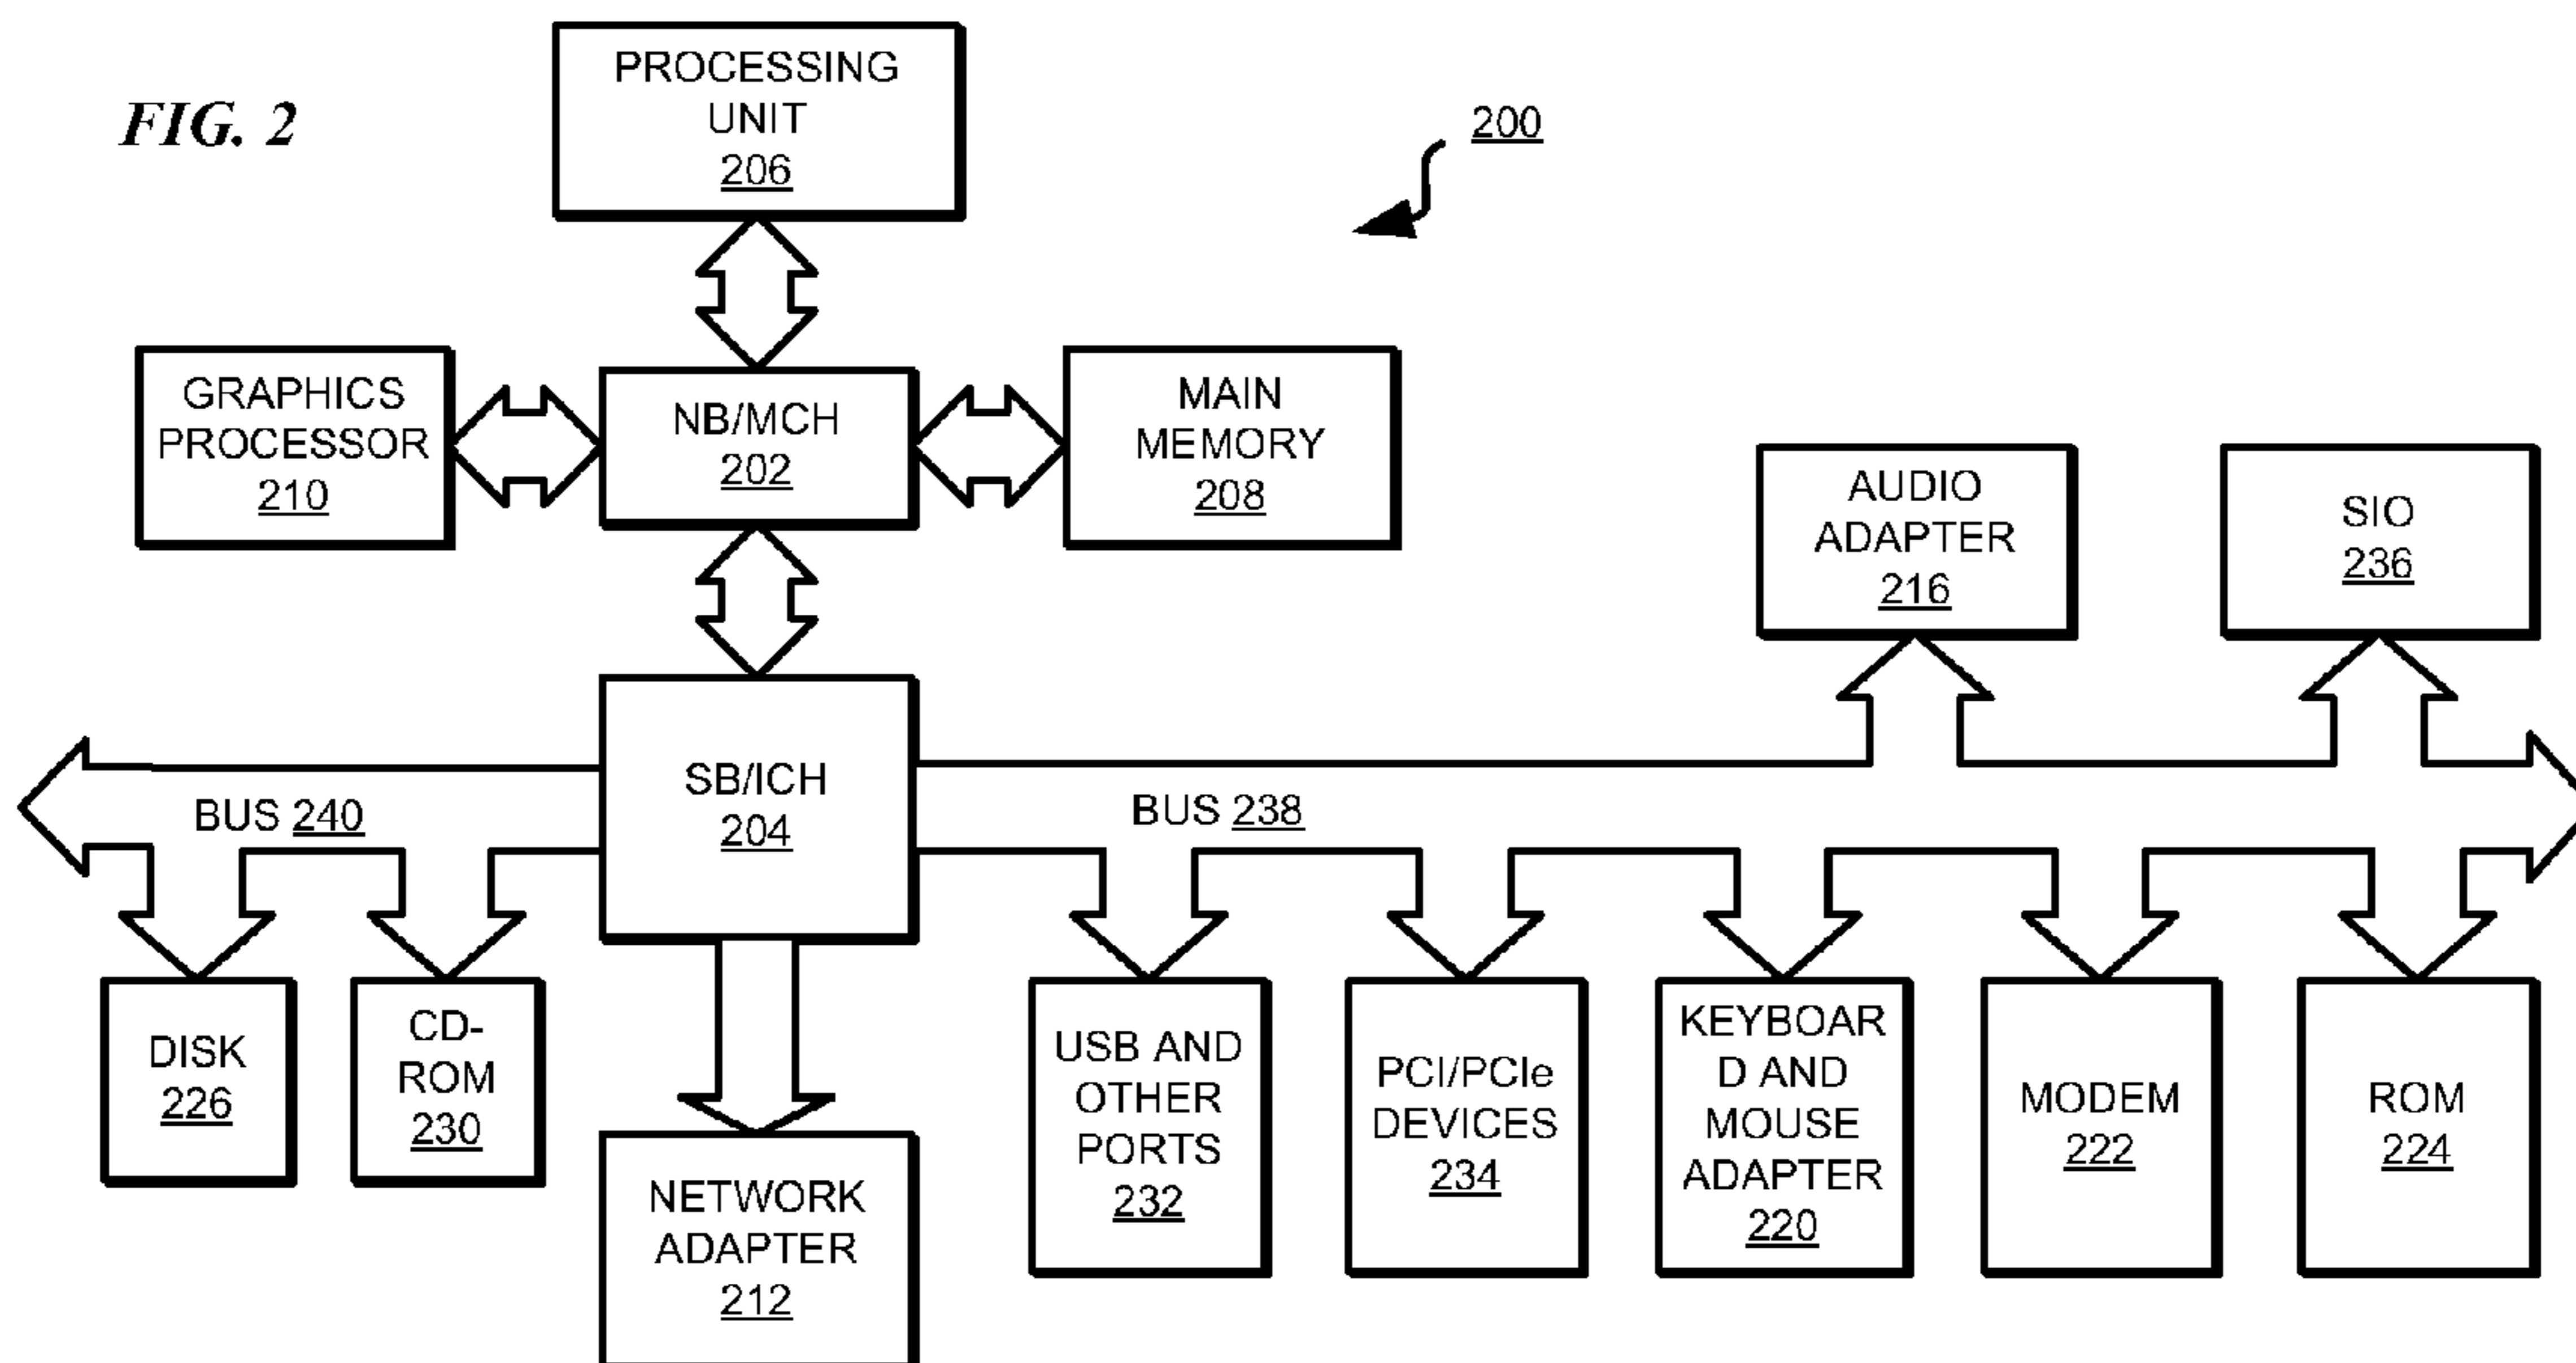 FIG. 2
PROCESSING
UNIT
206
200
GRAPHICS
PROCESSOR
210
NB/MCH
202
MAIN
MEMORY
208
AUDIO
ADAPTER
216
SIO
236
SB/ICH
204
BUS 240
BUS 238
DISK
226
CD-
ROM
230
NETWORK
ADAPTER
212
USB AND
OTHER
PORTS
232
PCI/PCIe
DEVICES
234
KEYBOAR
D AND
MOUSE
ADAPTER
220
MODEM
222
ROM
224